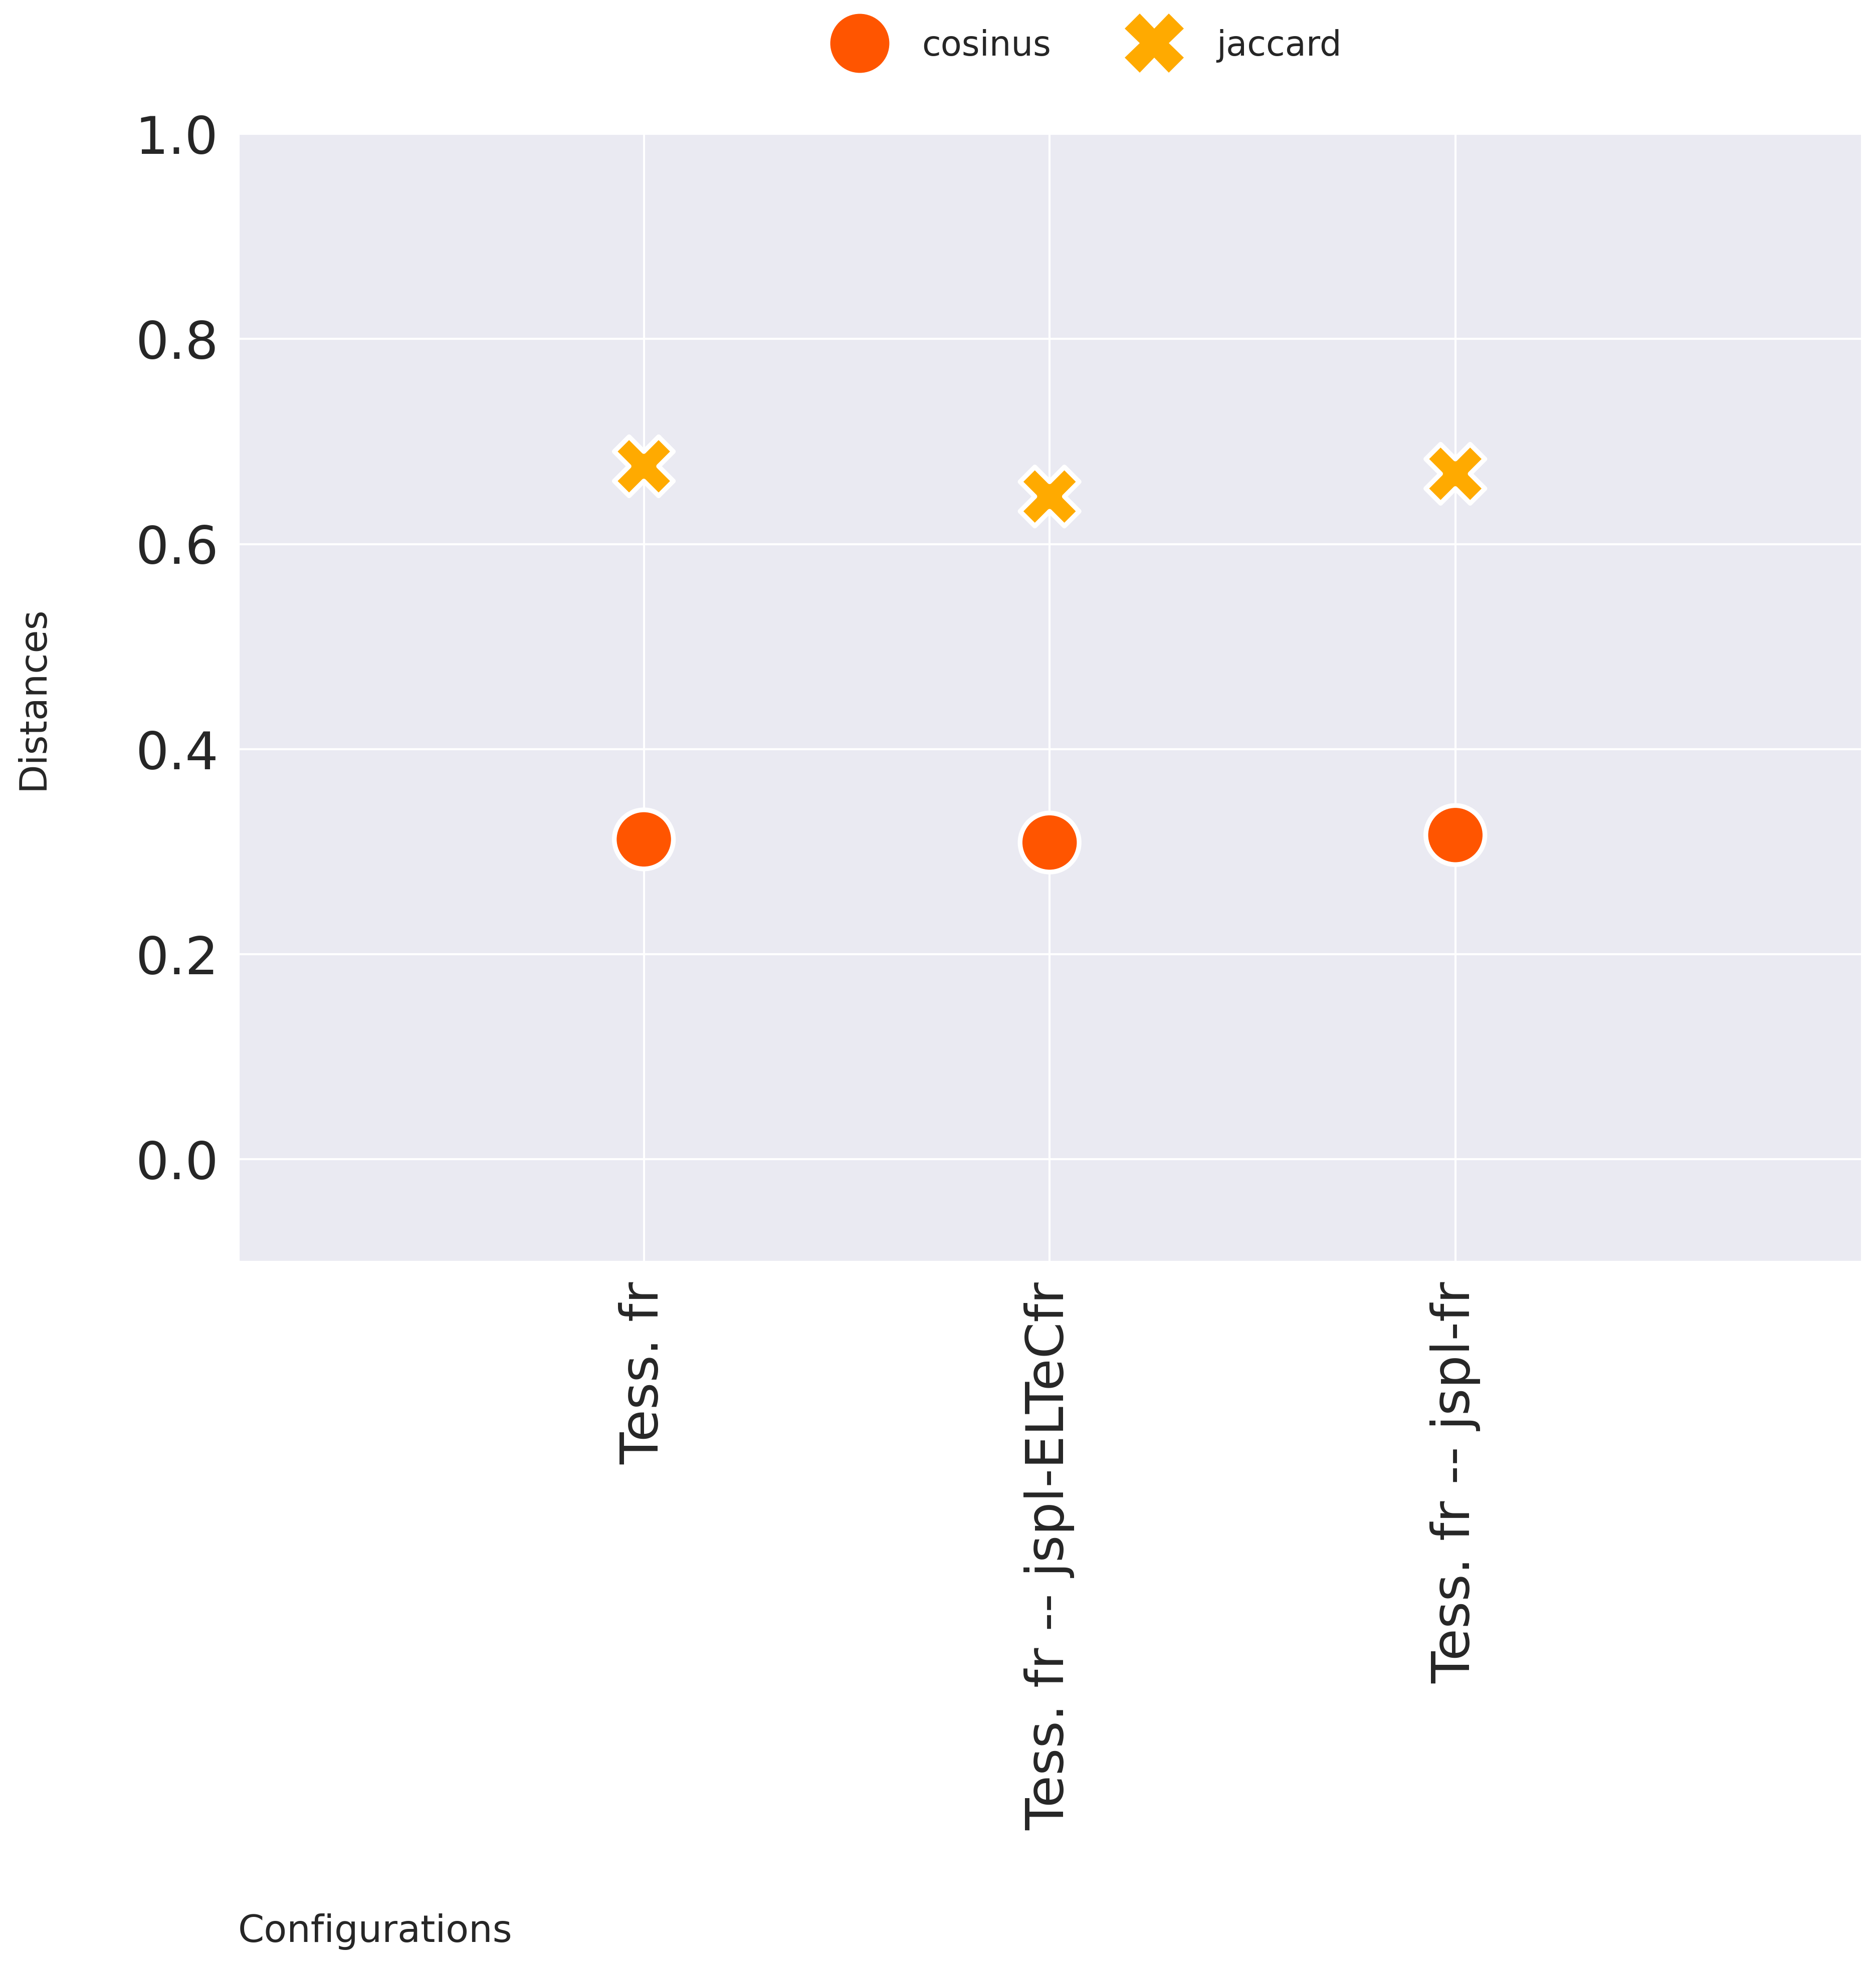 cosinus
jaccard
1.0
0.8
0.6
0.4
0.2
0.0
Distances
Tess. fr
Tess. fr -- jspl-ELTeCfr
Tess. fr -- jspl-fr
Configurations